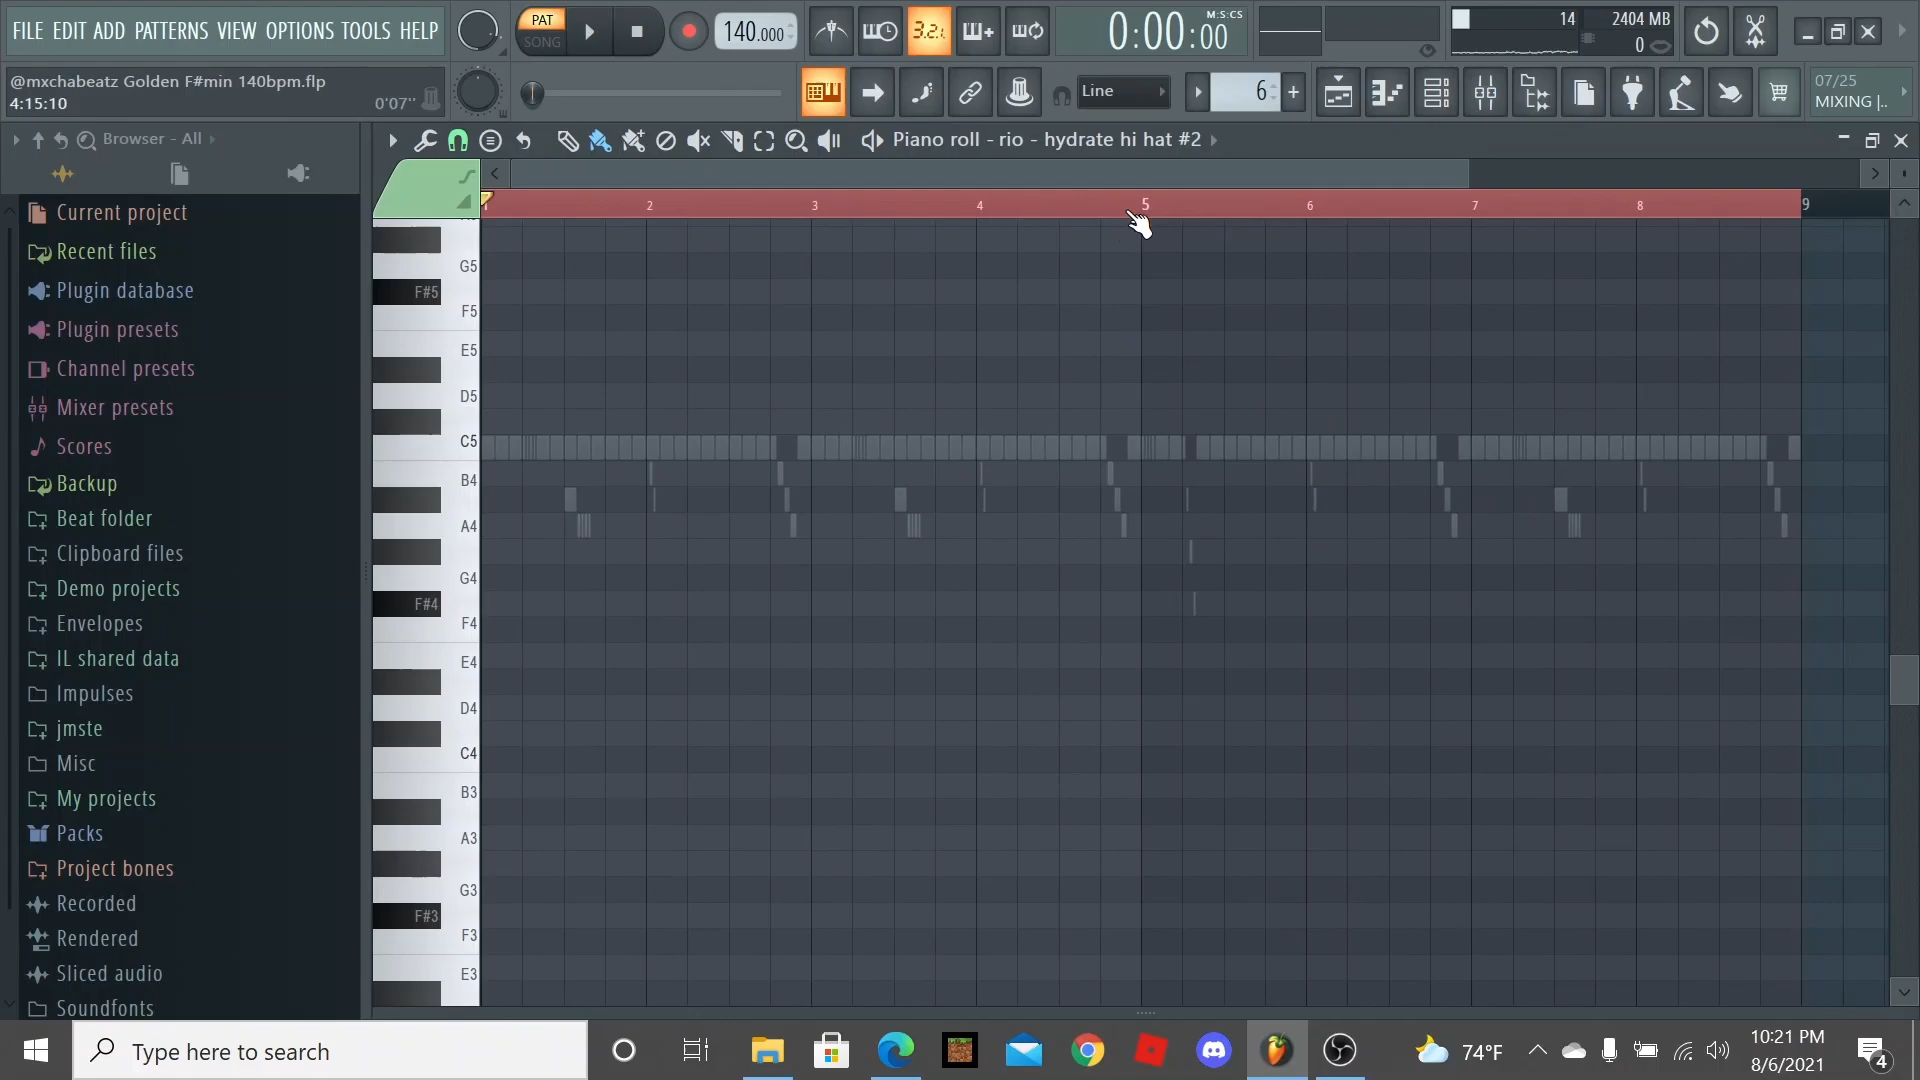 FILE EDIT ADD PATTERNS VIEW OPTIONS TOOLS HELP
PAT
SONG
140.000
3.2.
0:00:00
M:S:CS
14
2404 MB
0
@mxchabeatz Golden F#min 140bpm.flp
4:15:10
0'07''
Line
6
07/25
MIXING |..
Browser - All
Piano roll - rio - hydrate hi hat #2
Current project
Recent files
Plugin database
Plugin presets
Channel presets
Mixer presets
Scores
Backup
Beat folder
Clipboard files
Demo projects
Envelopes
IL shared data
Impulses
jmste
Misc
My projects
Packs
Project bones
Recorded
Rendered
Sliced audio
Soundfonts
2
3
4
5
6
7
8
9
G5
F#5
F5
E5
D5
C5
B4
A4
G4
F#4
F4
E4
D4
C4
B3
A3
G3
F#3
F3
E3
Type here to search
74°F
10:21 PM
8/6/2021
4